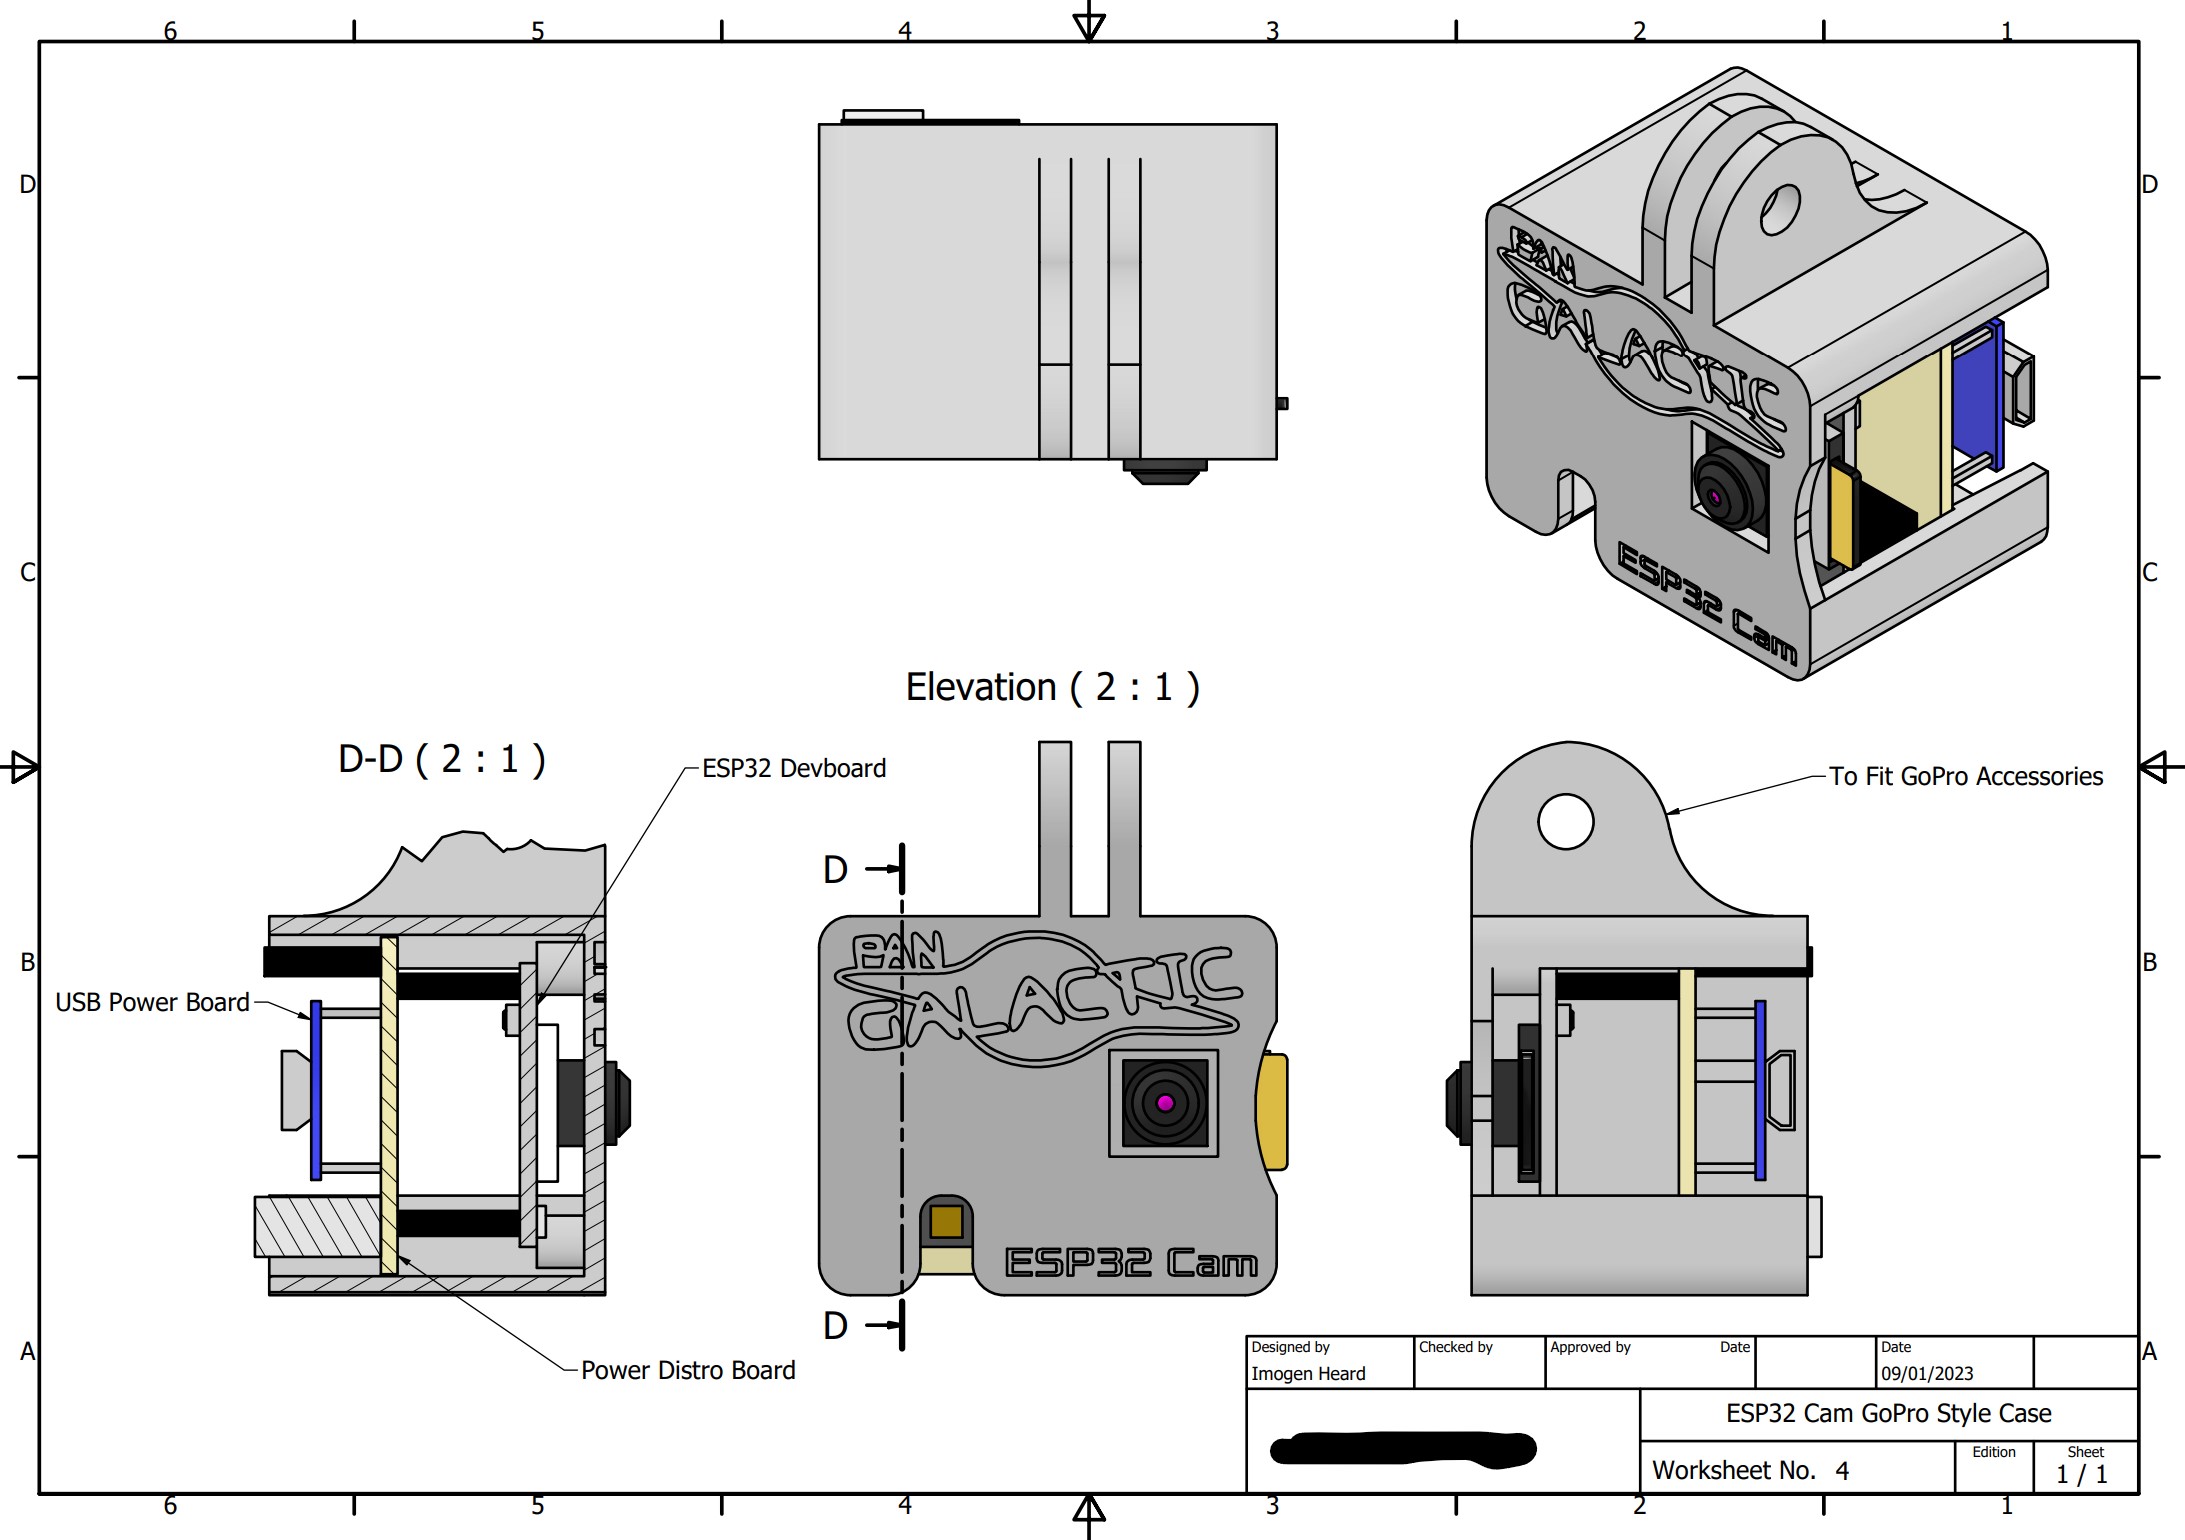 6 5 4 3 2 1
D D
PAN
GALACTIC
ESP32 Cam
C C
Elevation ( 2 : 1 )
D-D ( 2 : 1 )
ESP32 Devboard
To Fit GoPro Accessories
D
PAN
GALACTIC
B B
USB Power Board
ESP32 Cam
D
Power Distro Board
A A
Designed by Checked by Approved by Date Date
Imogen Heard 09/01/2023
ESP32 Cam GoPro Style Case
Edition Sheet
Worksheet No. 4 1 / 1
6 5 4 3 2 1